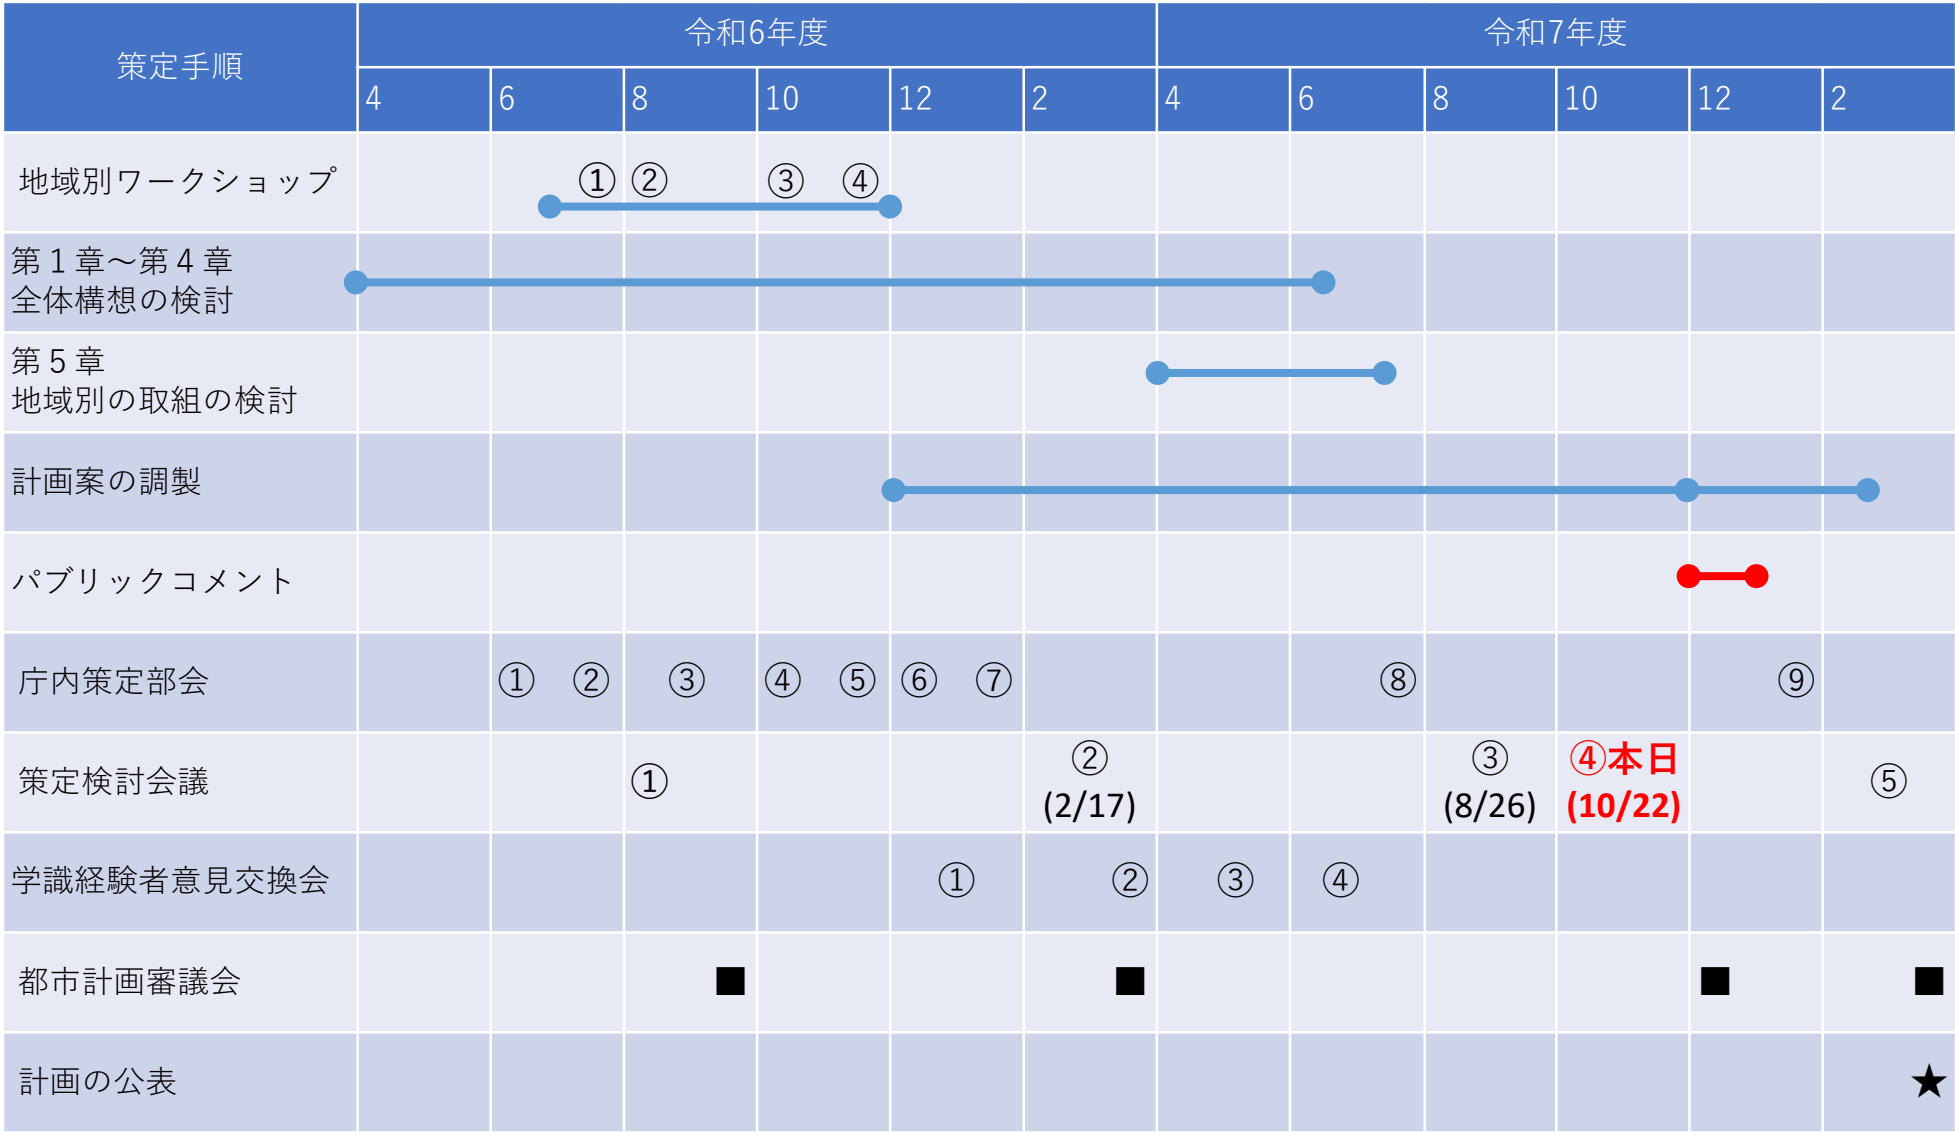 策定手順
令和6年度
令和7年度
4 6 8 10 12 2 4 6 8 10 12 2
地域別ワークショップ
① ② ③ ④
第１章～第４章
全体構想の検討
第５章
地域別の取組の検討
計画案の調製
パブリックコメント
庁内策定部会
① ② ③ ④ ⑤ ⑥ ⑦ ⑧ ⑨
策定検討会議
①
②
(2/17)
③
(8/26)
④本日
(10/22)
⑤
学識経験者意見交換会
① ② ③ ④
都市計画審議会
■ ■ ■ ■
計画の公表
★